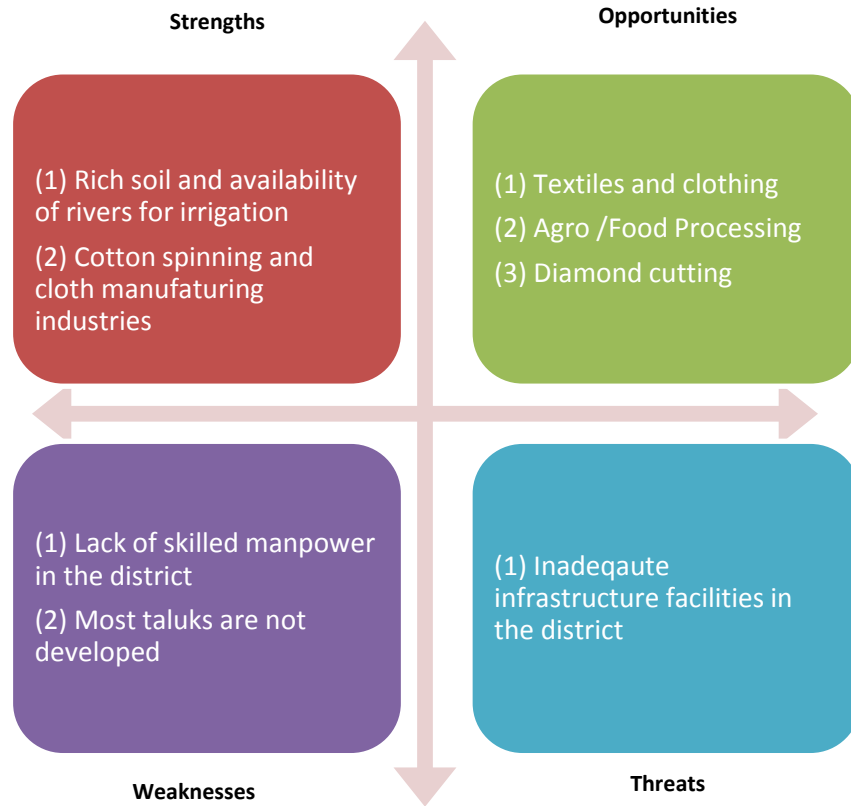 Strengths
Opportunities
(1) Rich soil and availability
of rivers for irrigation
(2) Cotton spinning and
cloth manufaturing
industries
(1) Textiles and clothing
(2) Agro /Food Processing
(3) Diamond cutting
(1) Lack of skilled manpower
in the district
(2) Most taluks are not
developed
(1) Inadeqaute
infrastructure facilities in
the district
Weaknesses
Threats